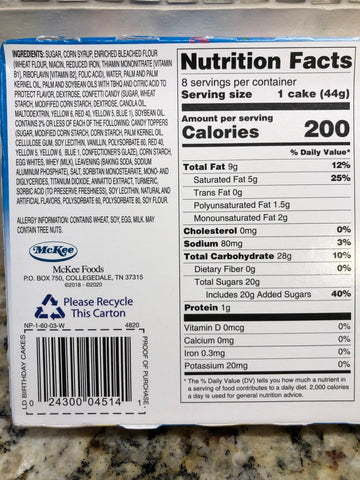 INGREDIENTS: SUGAR, CORN SYRUP, ENRICHED BLEACHED FLOUR
(WHEAT FLOUR, NIACIN, REDUCED IRON, THIAMIN MONONITRATE [VITAMIN
B1], RIBOFLAVIN [VITAMIN B2], FOLIC ACID), WATER, PALM AND PALM
KERNEL OIL, PALM AND SOYBEAN OILS WITH TBHQ AND CITRIC ACID TO
PROTECT FLAVOR, DEXTROSE, CONFETTI CANDY (SUGAR, WHEAT
STARCH, MODIFIED CORN STARCH, DEXTROSE, CANOLA OIL,
MALTODEXTRIN, YELLOW 6, RED 40, YELLOW 5, BLUE 1), SOYBEAN OIL.
CONTAINS 2% OR LESS OF EACH OF THE FOLLOWING: CANDY TOPPERS
(SUGAR, MODIFIED CORN STARCH, CORN STARCH, PALM KERNEL OIL,
CELLULOSE GUM, SOY LECITHIN, VANILLIN, POLYSORBATE 60, RED 40,
YELLOW 5, YELLOW 6, BLUE 1, CONFECTIONER'S GLAZE), CORN STARCH,
EGG WHITES, WHEY (MILK), LEAVENING (BAKING SODA, SODIUM
ALUMINUM PHOSPHATE), SALT, SORBITAN MONOSTEARATE, MONO- AND
DIGLYCERIDES, TITANIUM DIOXIDE, ANNATTO EXTRACT, TURMERIC,
SORBIC ACID (TO PRESERVE FRESHNESS), SOY LECITHIN, NATURAL AND
ARTIFICIAL FLAVORS, POLYSORBATE 60, POLYSORBATE 80, SOY FLOUR.
ALLERGY INFORMATION: CONTAINS WHEAT, SOY, EGG, MILK. MAY
CONTAIN TREE NUTS.
McKee
McKee Foods
P.O. BOX 750, COLLEGEDALE, TN 37315
©2018 - ©2020
Please Recycle
This Carton
NP-1-60-03-W 4820
LD BIRTHDAY CAKES
PROOF OF PURCHASE
0 24300 04514 1
Nutrition Facts
8 servings per container
Serving size 1 cake (44g)
Amount per serving
Calories 200
% Daily Value*
Total Fat 9g 12%
Saturated Fat 5g 25%
Trans Fat 0g
Polyunsaturated Fat 1.5g
Monounsaturated Fat 2g
Cholesterol 0mg 0%
Sodium 80mg 3%
Total Carbohydrate 28g 10%
Dietary Fiber 0g 0%
Total Sugars 20g
Includes 20g Added Sugars 40%
Protein 1g
Vitamin D 0mcg 0%
Calcium 0mg 0%
Iron 0.3mg 0%
Potassium 20mg 0%
* The % Daily Value (DV) tells you how much a nutrient in
a serving of food contributes to a daily diet. 2,000 calories
a day is used for general nutrition advice.